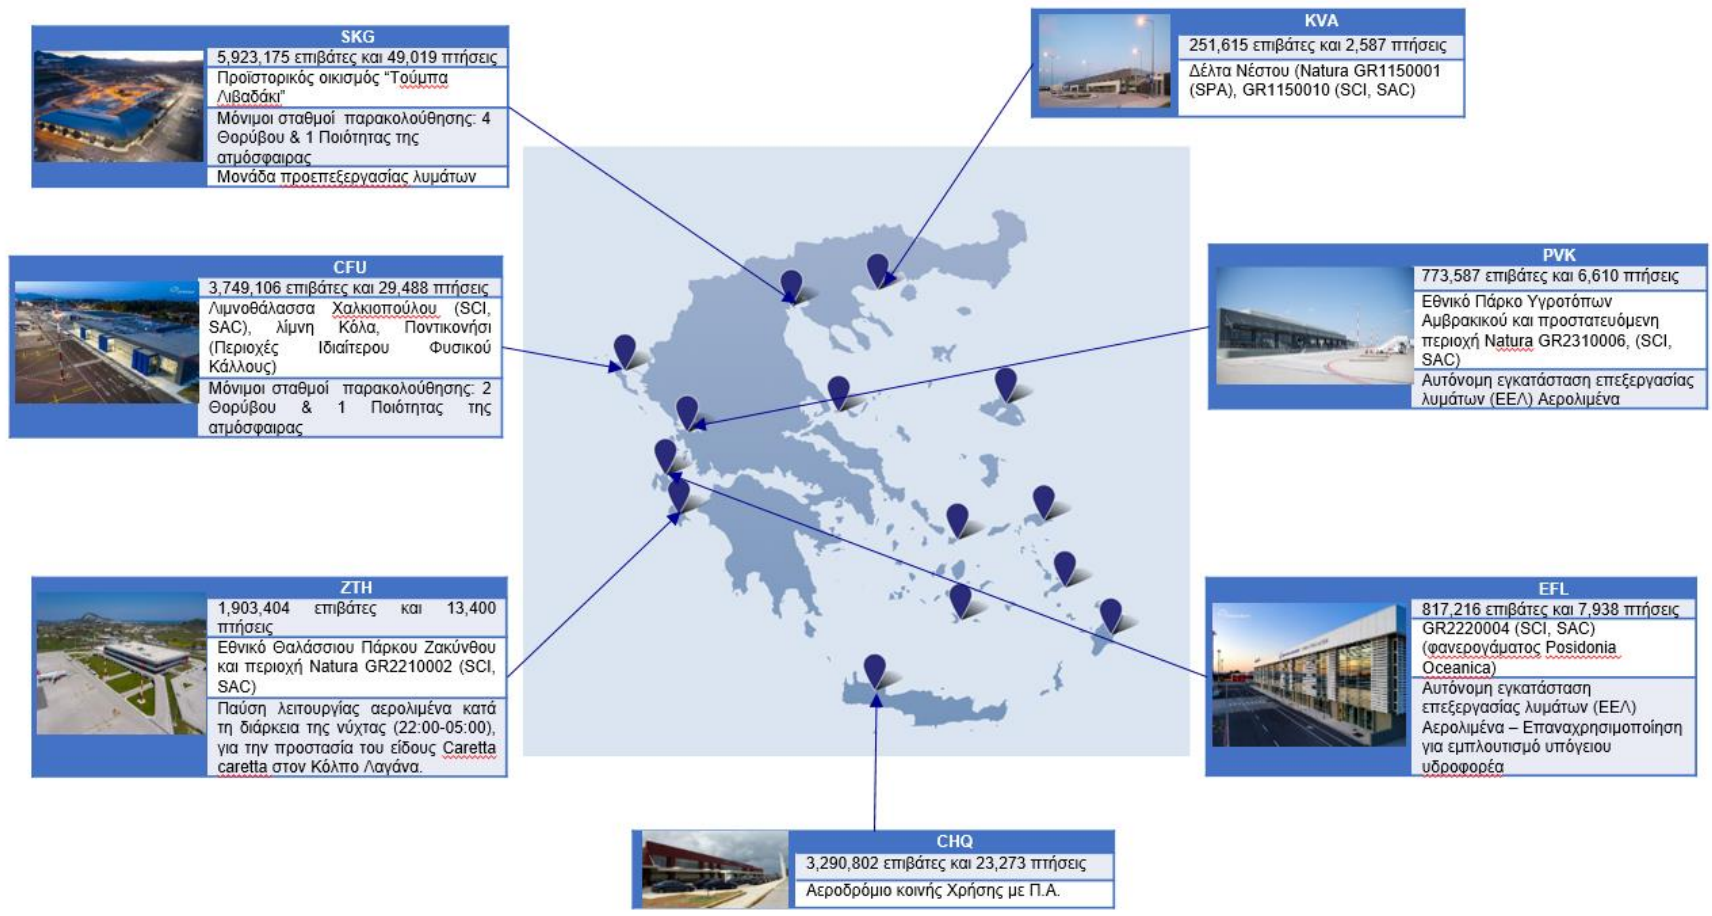 SKG
5,923,175 επιβάτες και 49,019 πτήσεις
Προϊστορικός οικισμός “Τούμπα
Λιβαδάκι”
Μόνιμοι σταθμοί παρακολούθησης: 4
Θορύβου & 1 Ποιότητας της
ατμόσφαιρας
Μονάδα προεπεξεργασίας λυμάτων
KVA
251,615 επιβάτες και 2,587 πτήσεις
Δέλτα Νέστου (Natura GR1150001
(SPA), GR1150010 (SCI, SAC)
CFU
3,749,106 επιβάτες και 29,488 πτήσεις
Λιμνοθάλασσα Χαλκιοπούλου (SCI,
SAC), λίμνη Κόλα, Ποντικονήσι
(Περιοχές Ιδιαίτερου Φυσικού
Κάλλους)
Μόνιμοι σταθμοί παρακολούθησης: 2
Θορύβου & 1 Ποιότητας της
ατμόσφαιρας
PVK
773,587 επιβάτες και 6,610 πτήσεις
Εθνικό Πάρκο Υγροτόπων
Αμβρακικού και προστατευόμενη
περιοχή Natura GR2310006, (SCI,
SAC)
Αυτόνομη εγκατάσταση επεξεργασίας
λυμάτων (ΕΕΛ) Αερολιμένα
ZTH
1,903,404 επιβάτες και 13,400
πτήσεις
Εθνικό Θαλάσσιου Πάρκου Ζακύνθου
και περιοχή Natura GR2210002 (SCI,
SAC)
Παύση λειτουργίας αερολιμένα κατά
τη διάρκεια της νύχτας (22:00-05:00),
για την προστασία του είδους Caretta
caretta στον Κόλπο Λαγάνα.
EFL
817,216 επιβάτες και 7,938 πτήσεις
GR2220004 (SCI, SAC)
(φανερογάματος Posidonia
Oceanica)
Αυτόνομη εγκατάσταση
επεξεργασίας λυμάτων (ΕΕΛ)
Αερολιμένα – Επαναχρησιμοποίηση
για εμπλουτισμό υπόγειου
υδροφορέα
CHQ
3,290,802 επιβάτες και 23,273 πτήσεις
Αεροδρόμιο κοινής Χρήσης με Π.Α.